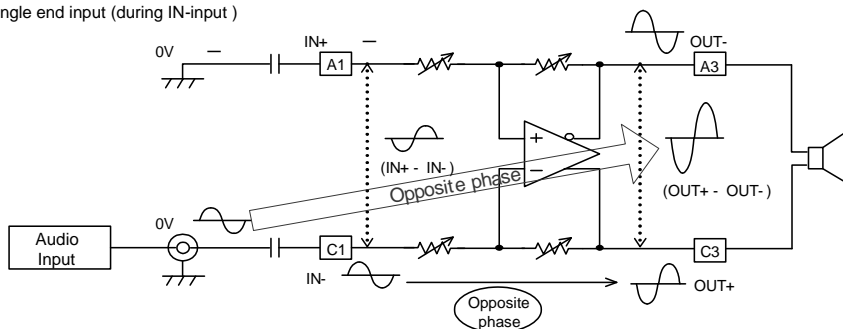 ngle end input (during IN-input )
0V
IN+
A1
OUT-
A3
(IN+ - IN-)
+
−
(OUT+ - OUT-)
Opposite phase
0V
Audio
Input
C1
IN-
C3
OUT+
Opposite
phase